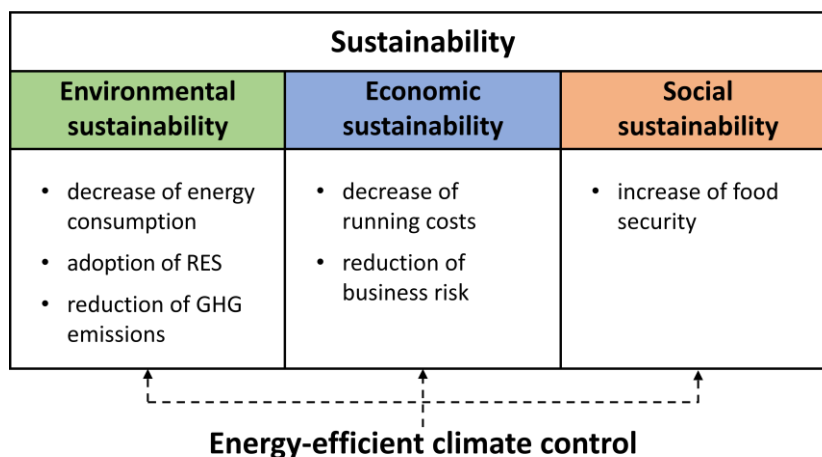 Sustainability
Environmental
sustainability
Economic
sustainability
Social
sustainability
• decrease of energy
consumption
• adoption of RES
• reduction of GHG
emissions
• decrease of
running costs
• reduction of
business risk
• increase of food
security
Energy-efficient climate control